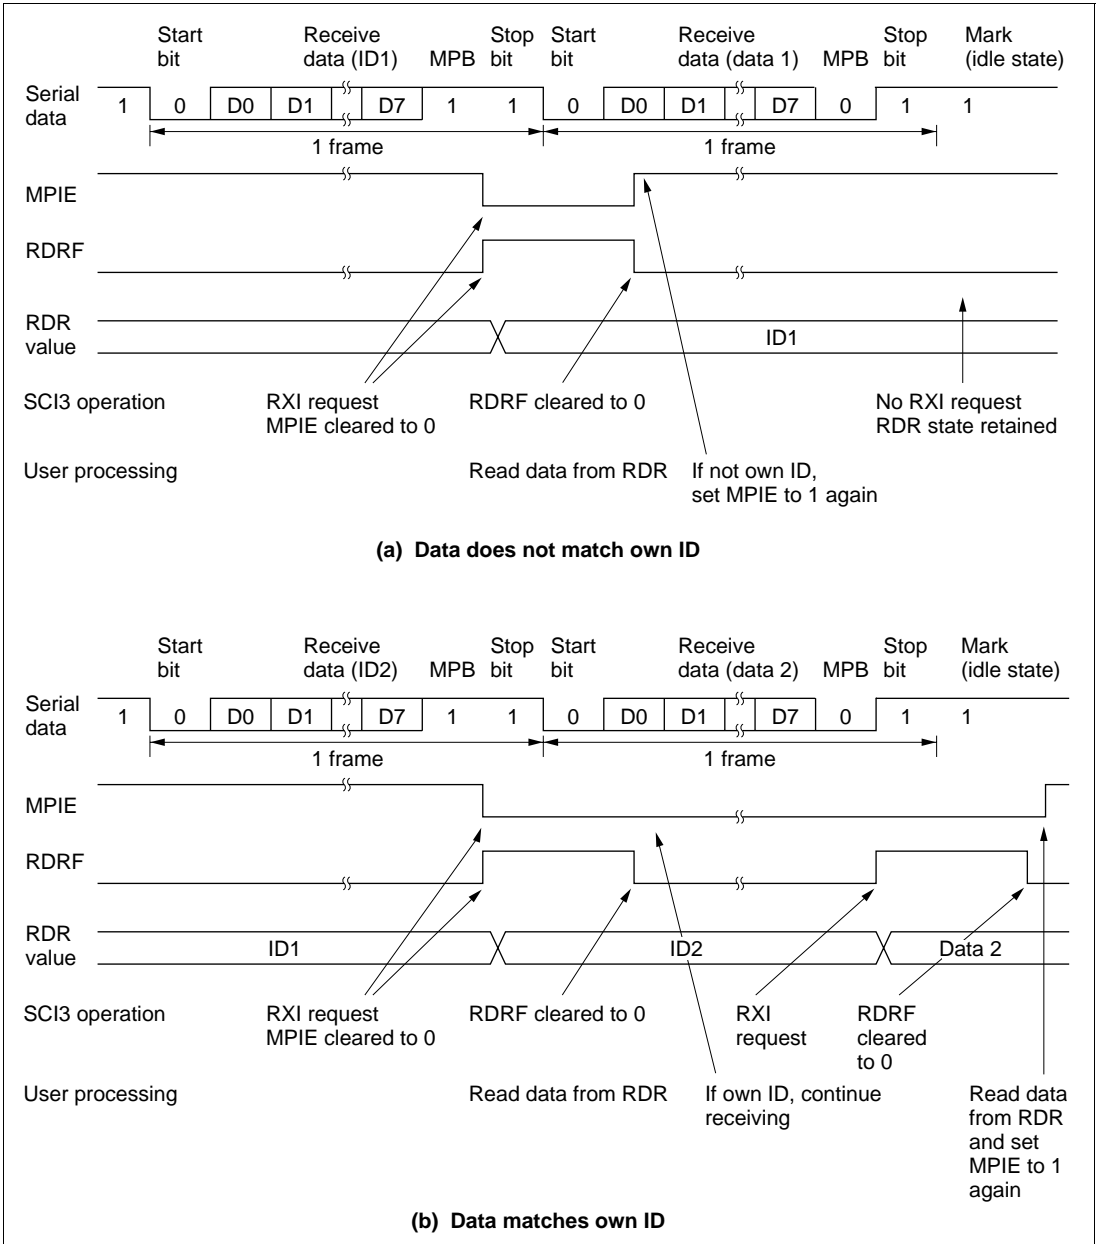 Start bit
Receive data (ID1)
MPB
Stop bit
Start bit
Receive data (data 1)
MPB
Stop bit
Mark (idle state)
Serial data
1 0 D0 D1 D7 1 1 0 D0 D1 D7 0 1 1
1 frame
1 frame
MPIE
RDRF
RDR value
ID1
SCI3 operation
RXI request
MPIE cleared to 0
RDRF cleared to 0
No RXI request
RDR state retained
User processing
Read data from RDR
If not own ID,
set MPIE to 1 again
(a) Data does not match own ID
Start bit
Receive data (ID2)
MPB
Stop bit
Start bit
Receive data (data 2)
MPB
Stop bit
Mark (idle state)
Serial data
1 0 D0 D1 D7 1 1 0 D0 D1 D7 0 1 1
1 frame
1 frame
MPIE
RDRF
RDR value
ID1
ID2
Data 2
SCI3 operation
RXI request
MPIE cleared to 0
RDRF cleared to 0
RXI
request
RDRF
cleared
to 0
User processing
Read data from RDR
If own ID, continue
receiving
Read data
from RDR
and set
MPIE to 1
again
(b) Data matches own ID